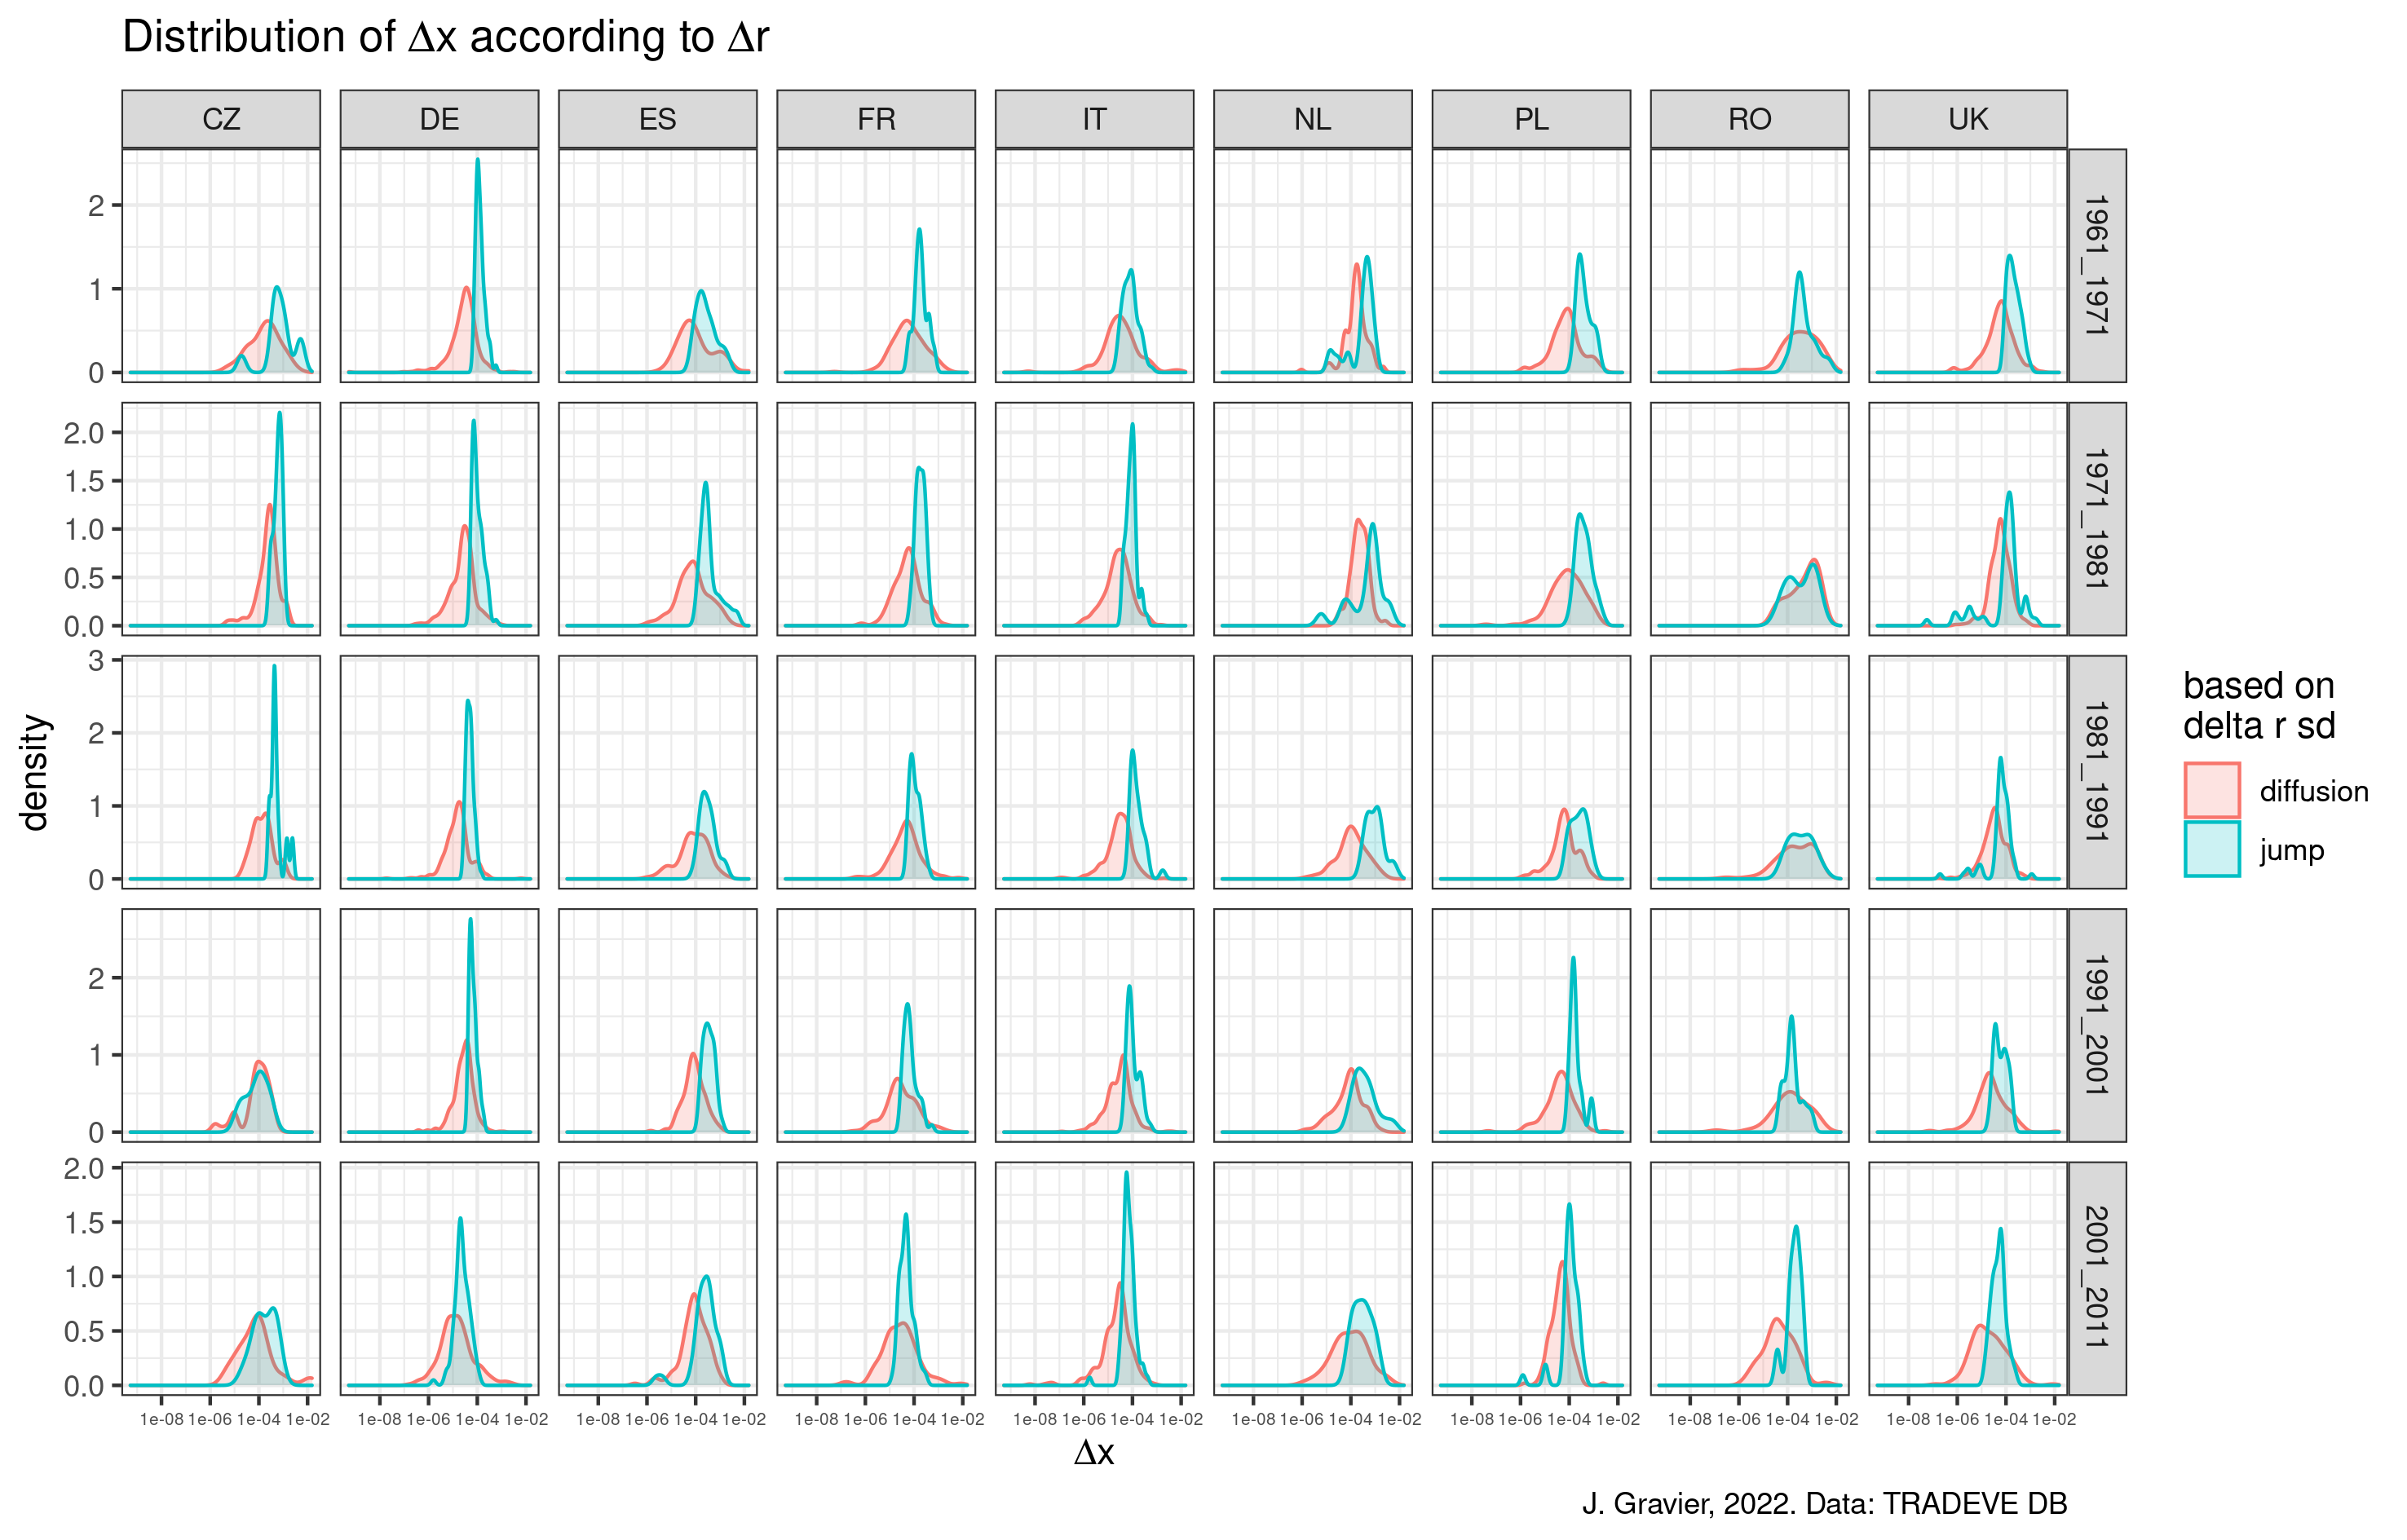 Distribution of Δx according to Δr
CZ DE ES FR IT NL PL RO UK
2
1
0
1961_1971
2.0
1.5
1.0
0.5
0.0
1971_1981
3
2
1
0
1981_1991
2
1
0
1991_2001
2.0
1.5
1.0
0.5
0.0
2001_2011
density
1e-08 1e-06 1e-04 1e-02 1e-08 1e-06 1e-04 1e-02 1e-08 1e-06 1e-04 1e-02 1e-08 1e-06 1e-04 1e-02 1e-08 1e-06 1e-04 1e-02 1e-08 1e-06 1e-04 1e-02 1e-08 1e-06 1e-04 1e-02 1e-08 1e-06 1e-04 1e-02 1e-08 1e-06 1e-04 1e-02
Δx
based on
delta r sd
diffusion
jump
J. Gravier, 2022. Data: TRADEVE DB